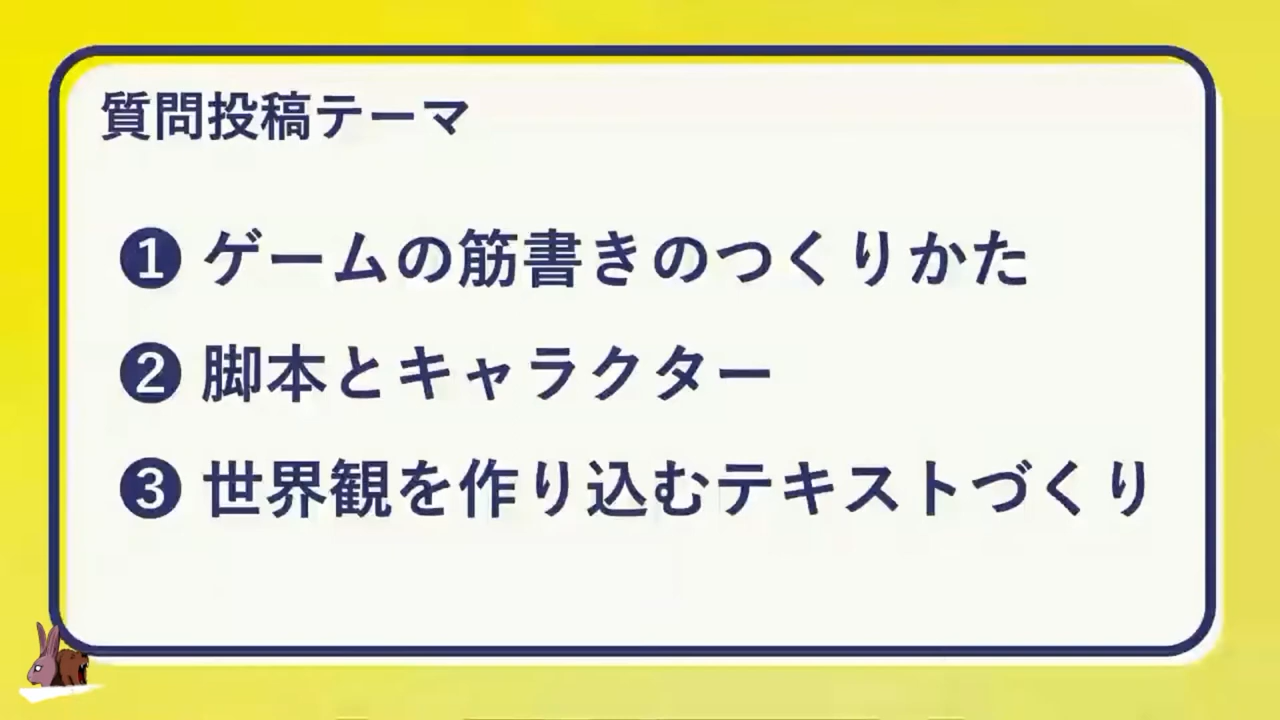 質問投稿テーマ
❶ ゲームの筋書きのつくりかた
❷ 脚本とキャラクター
❸ 世界観を作り込むテキストづくり